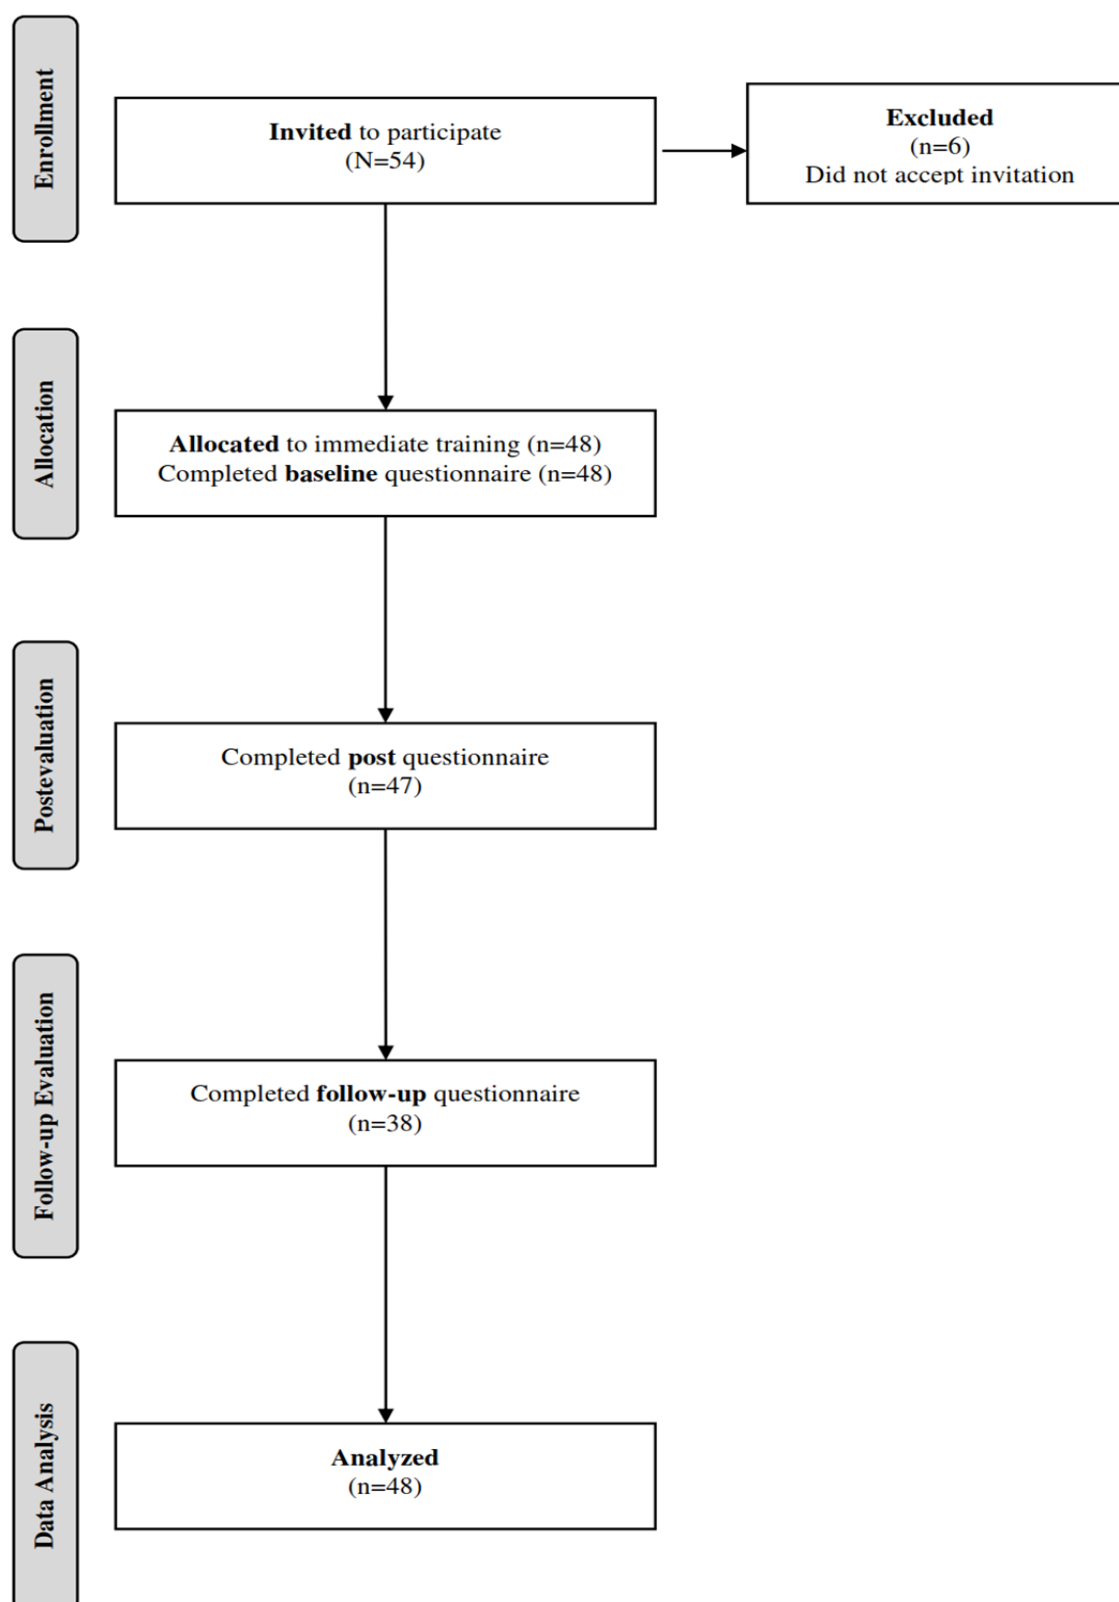 Enrollment
Invited to participate
(N=54)
Excluded
(n=6)
Did not accept invitation
Allocation
Allocated to immediate training (n=48)
Completed baseline questionnaire (n=48)
Postevaluation
Completed post questionnaire
(n=47)
Follow-up Evaluation
Completed follow-up questionnaire
(n=38)
Data Analysis
Analyzed
(n=48)